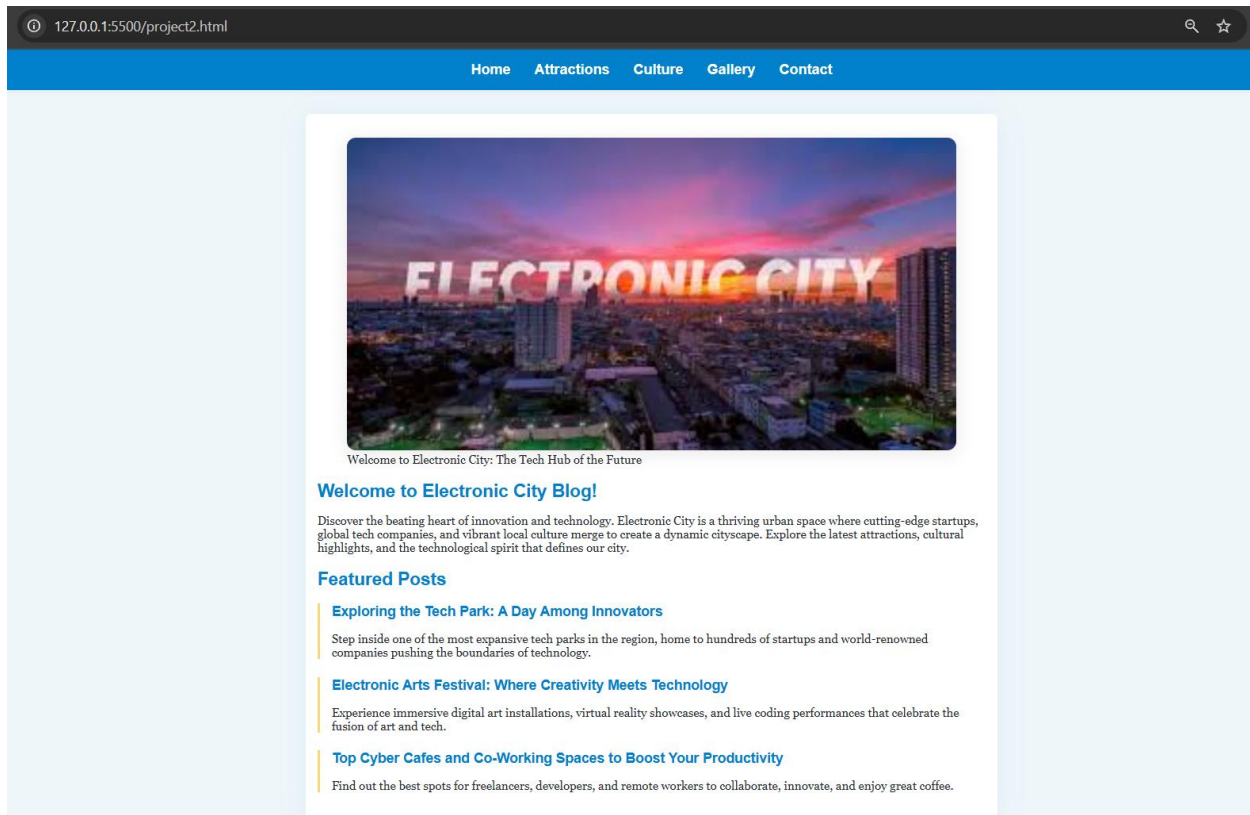 127.0.0.1:5500/project2.html
Home Attractions Culture Gallery Contact
ELECTRONIC CITY
Welcome to Electronic City: The Tech Hub of the Future
Welcome to Electronic City Blog!
Discover the beating heart of innovation and technology. Electronic City is a thriving urban space where cutting-edge startups,
global tech companies, and vibrant local culture merge to create a dynamic cityscape. Explore the latest attractions, cultural
highlights, and the technological spirit that defines our city.
Featured Posts
Exploring the Tech Park: A Day Among Innovators
Step inside one of the most expansive tech parks in the region, home to hundreds of startups and world-renowned
companies pushing the boundaries of technology.
Electronic Arts Festival: Where Creativity Meets Technology
Experience immersive digital art installations, virtual reality showcases, and live coding performances that celebrate the
fusion of art and tech.
Top Cyber Cafes and Co-Working Spaces to Boost Your Productivity
Find out the best spots for freelancers, developers, and remote workers to collaborate, innovate, and enjoy great coffee.